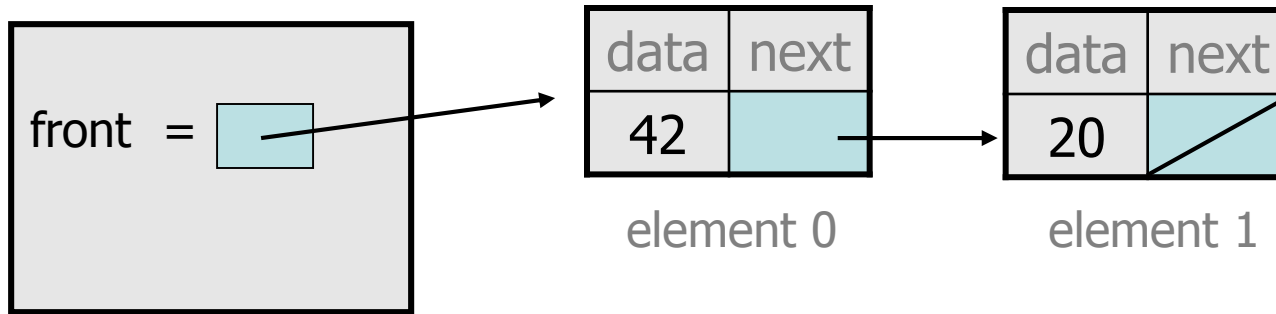 front =
data next
42
element 0
data next
20
element 1